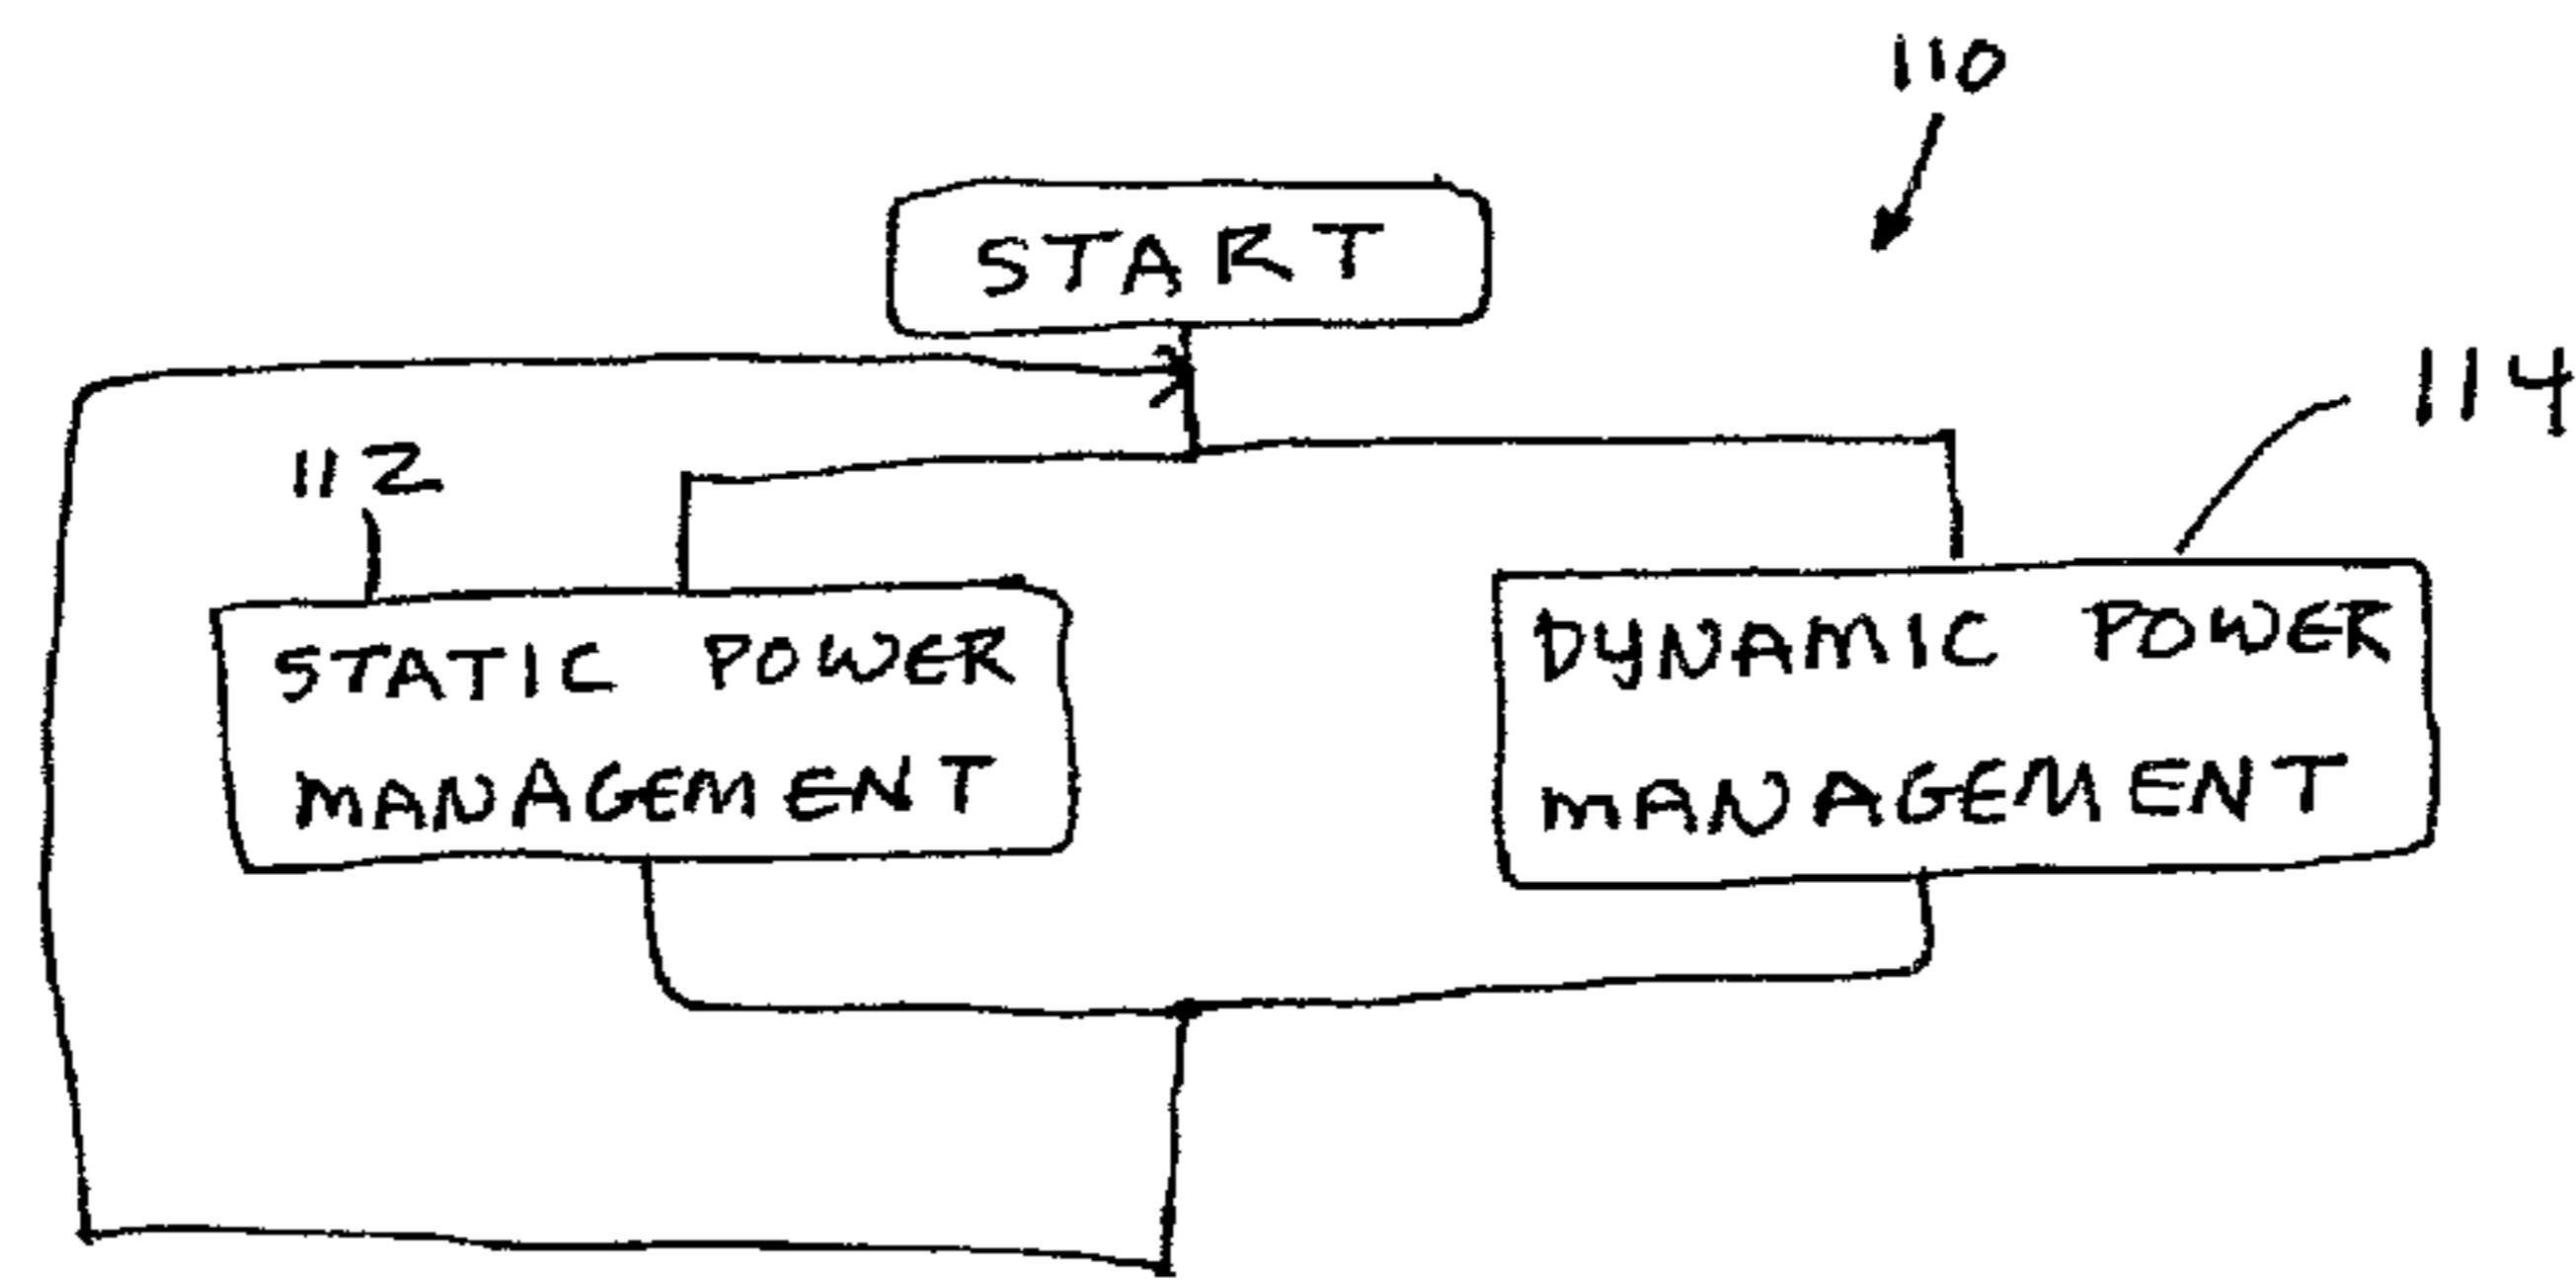 110
START
114
112
STATIC POWER
MANAGEMENT
DYNAMIC POWER
MANAGEMENT